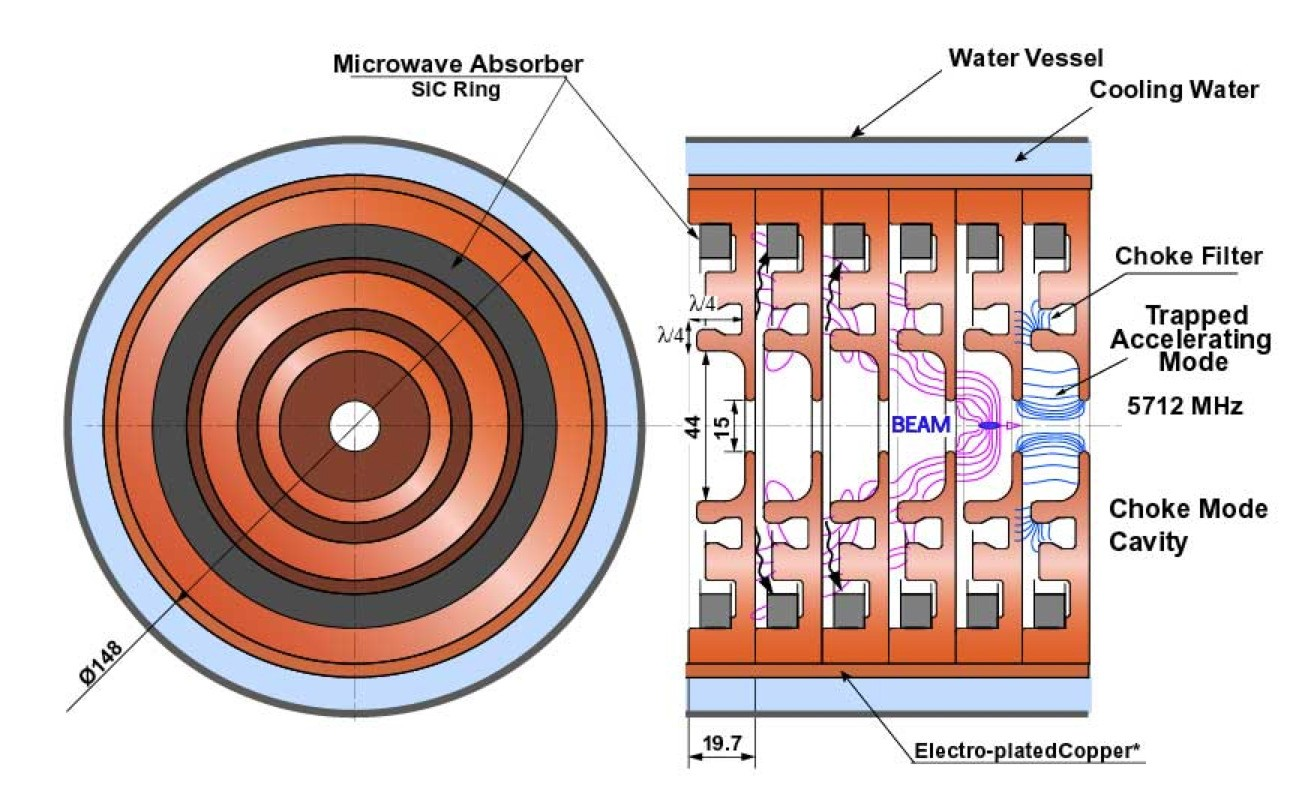 Microwave Absorber
SIC Ring
Water Vessel
Cooling Water
Choke Filter
Trapped
Accelerating
Mode
5712 MHz
λ/4
λ/4
44
15
BEAM
Choke Mode
Cavity
Ø148
19.7
Electro-platedCopper*